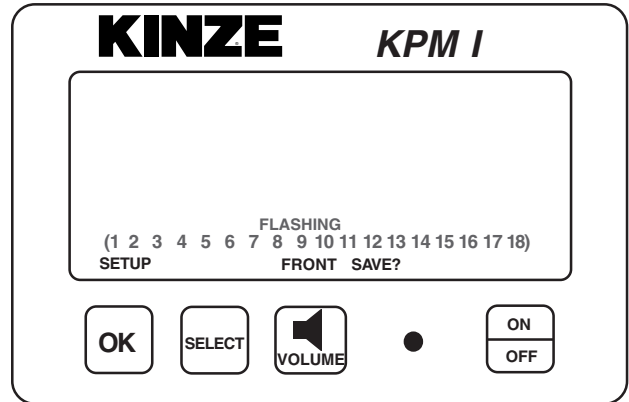 KINZE KPM I
FLASHING
(1 2 3 4 5 6 7 8 9 10 11 12 13 14 15 16 17 18)
SETUP FRONT SAVE?
OK SELECT VOLUME ON
OFF